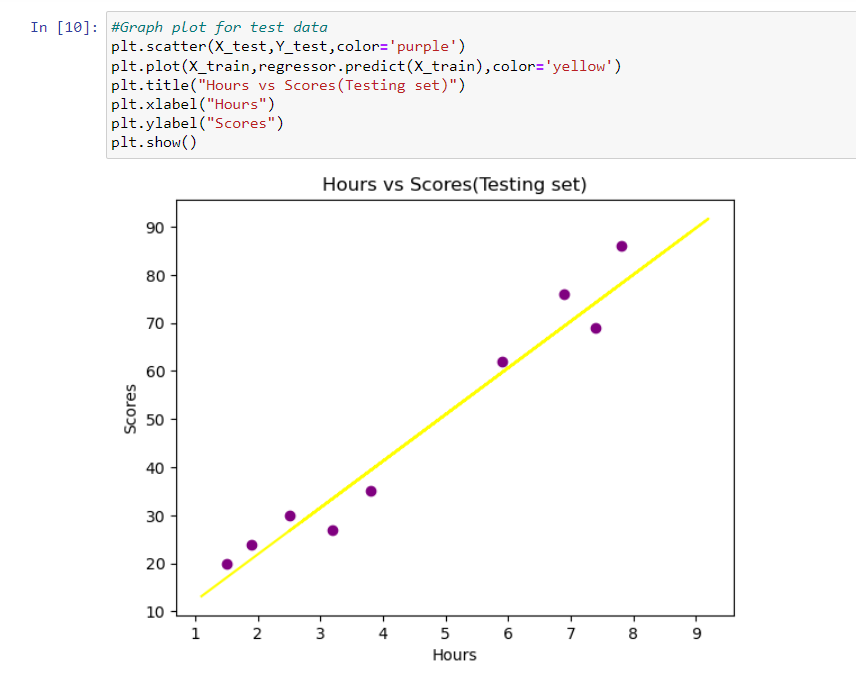 In [10]:
#Graph plot for test data
plt.scatter(X_test,Y_test,color='purple')
plt.plot(X_train,regressor.predict(X_train),color='yellow')
plt.title("Hours vs Scores(Testing set)")
plt.xlabel("Hours")
plt.ylabel("Scores")
plt.show()
Hours vs Scores(Testing set)
90
80
70
60
50
40
30
20
10
Scores
1 2 3 4 5 6 7 8 9
Hours